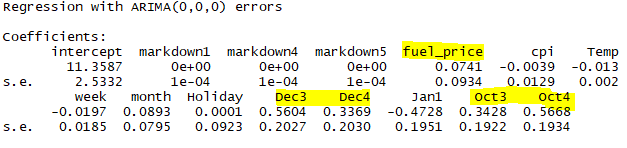 Regression with ARIMA(0,0,0) errors
Coefficients:
intercept markdown1 markdown4 markdown5 fuel_price cpi Temp
11.3587 0e+00 0e+00 0e+00 0.0741 -0.0039 -0.013
s.e. 2.5332 1e-04 1e-04 1e-04 0.0934 0.0129 0.002
week month Holiday Dec3 Dec4 Jan1 Oct3 Oct4
-0.0197 0.0893 0.0001 0.5604 0.3369 -0.4728 0.3428 0.5668
s.e. 0.0185 0.0795 0.0923 0.2027 0.2030 0.1951 0.1922 0.1934